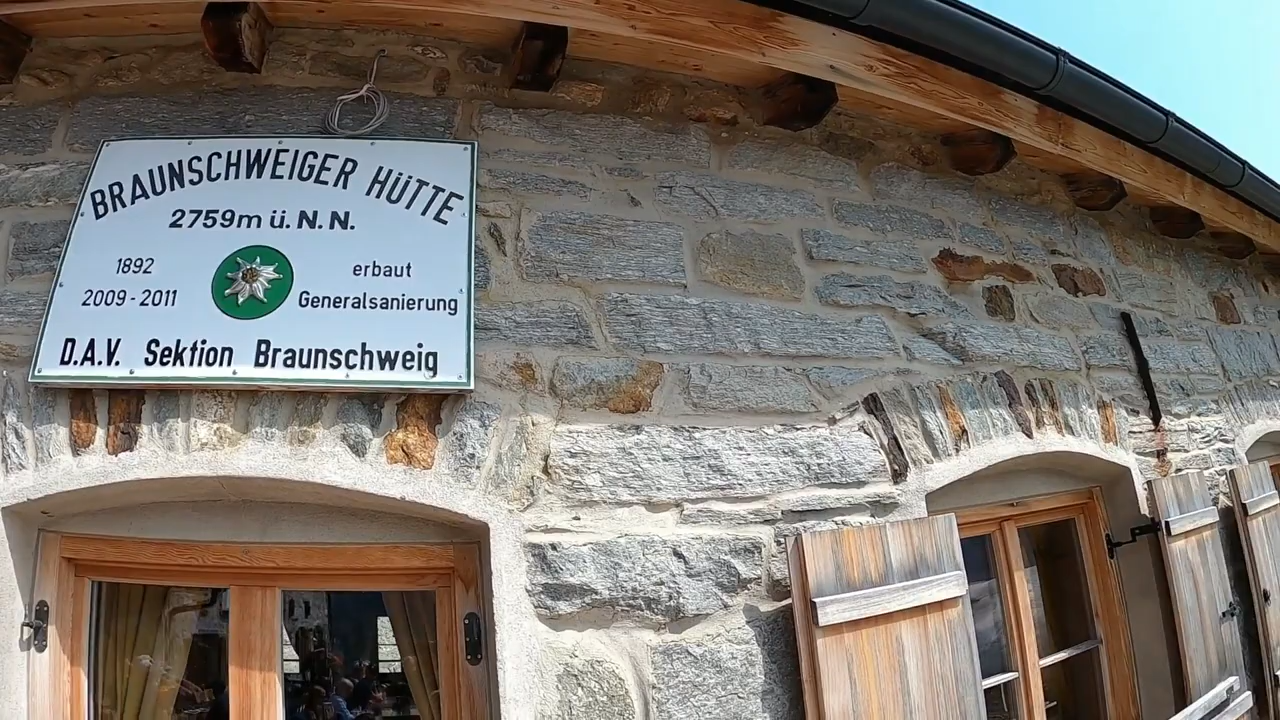 BRAUNSCHWEIGER HÜTTE
2759m ü.N.N.
1892 erbaut
2009-2011 Generalsanierung
D.A.V. Sektion Braunschweig